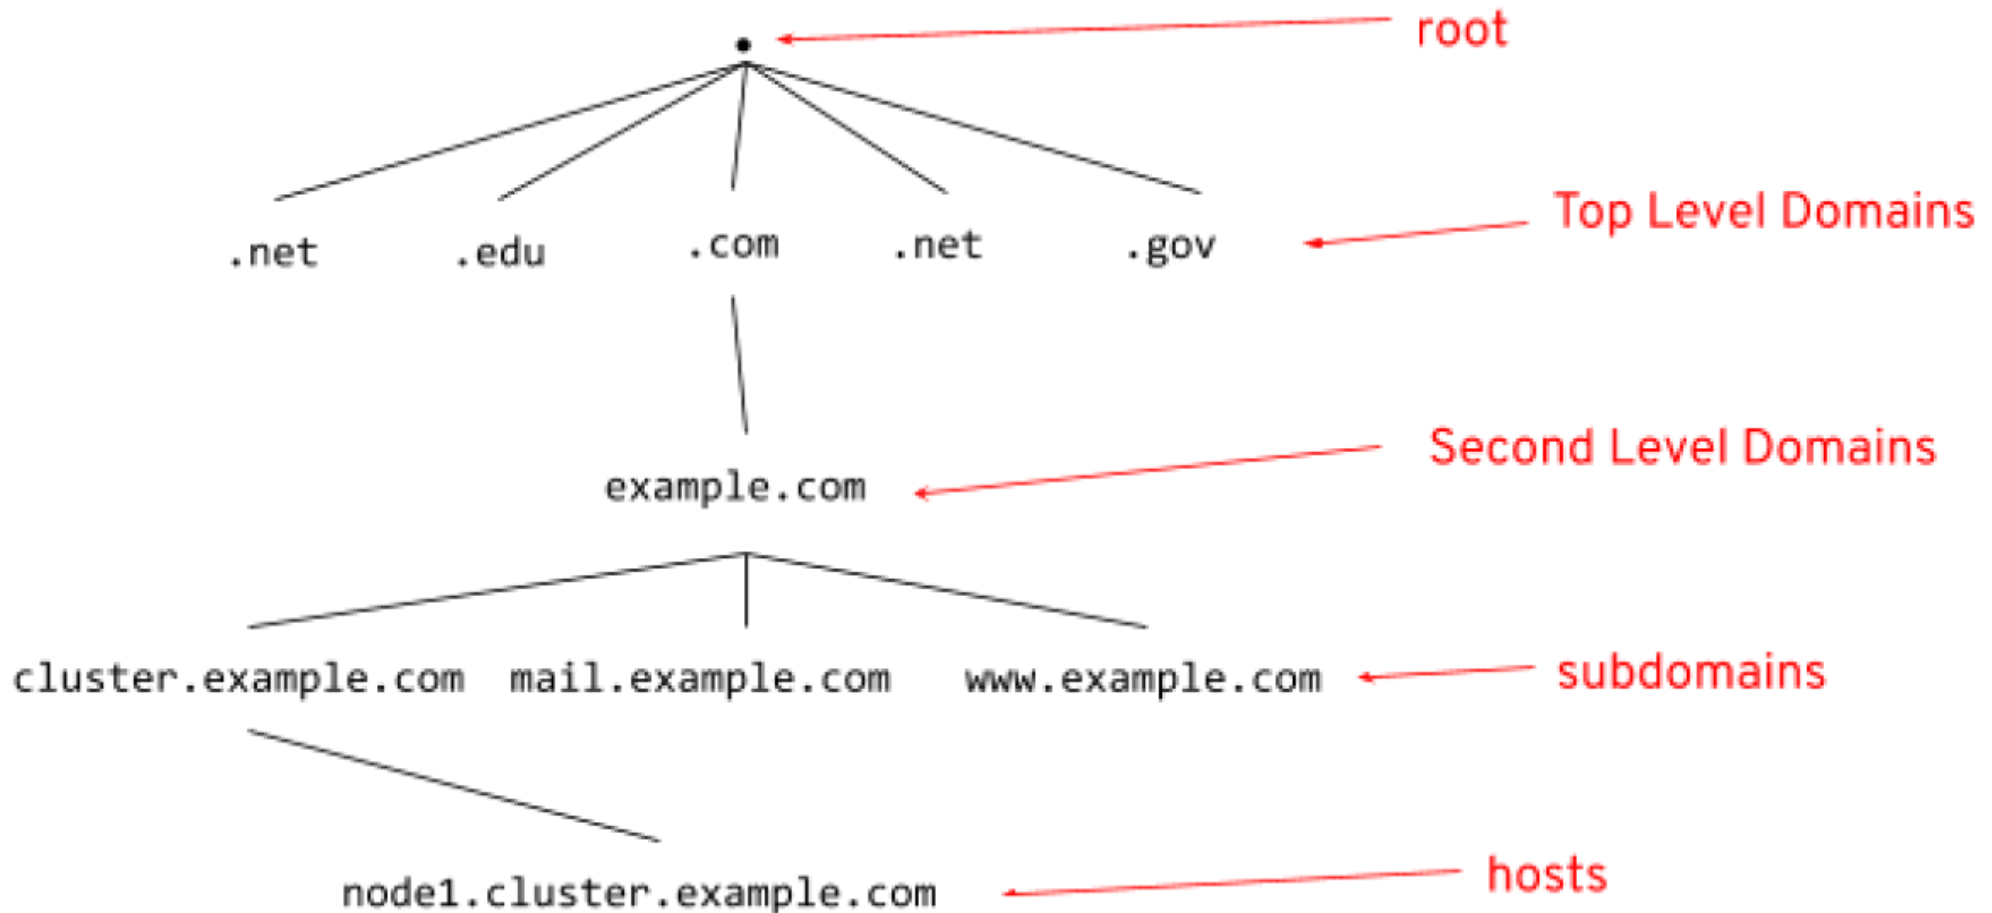 root
.net .edu .com .net .gov
Top Level Domains
example.com
Second Level Domains
cluster.example.com mail.example.com www.example.com
subdomains
node1.cluster.example.com
hosts